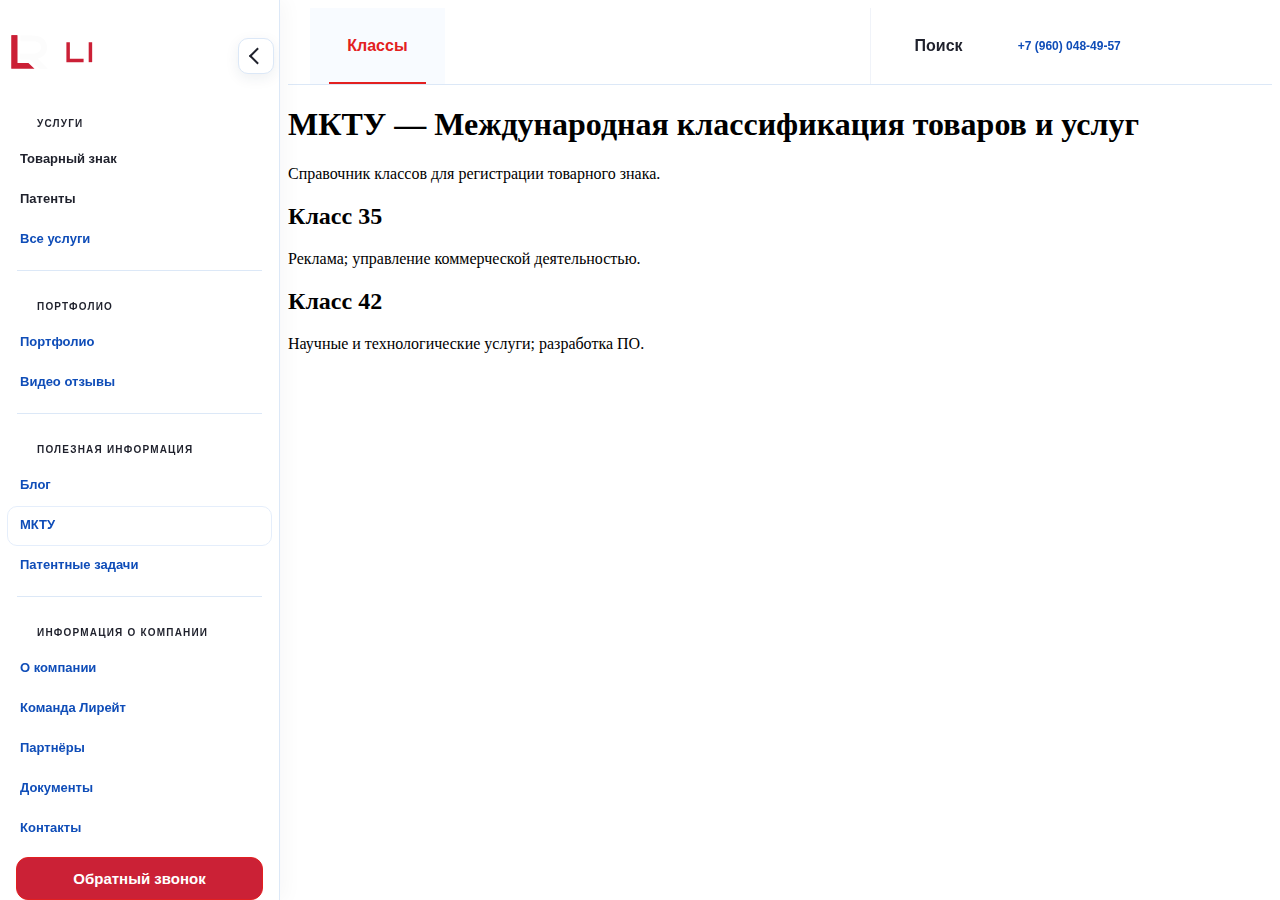 LI
УСЛУГИ
Товарный знак
Патенты
Все услуги
ПОРТФОЛИО
Портфолио
Видео отзывы
ПОЛЕЗНАЯ ИНФОРМАЦИЯ
Блог
МКТУ
Патентные задачи
ИНФОРМАЦИЯ О КОМПАНИИ
О компании
Команда Лирейт
Партнёры
Документы
Контакты
Обратный звонок
Классы
Поиск
+7 (960) 048-49-57
МКТУ — Международная классификация товаров и услуг
Справочник классов для регистрации товарного знака.
Класс 35
Реклама; управление коммерческой деятельностью.
Класс 42
Научные и технологические услуги; разработка ПО.